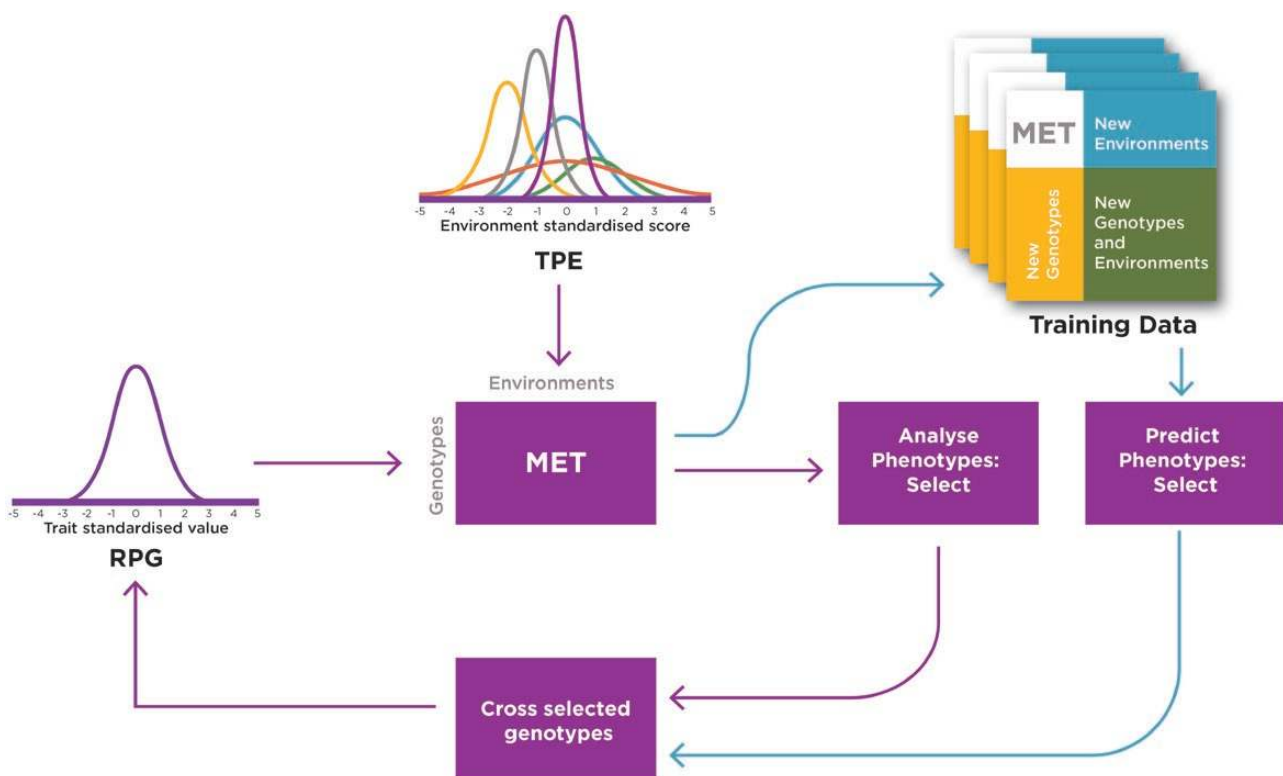 -5 -4 -3 -2 -1 0 1 2 3 4 5
Environment standardised score
TPE
MET
New
Environments
New
Genotypes
New
Genotypes
and
Environments
Training Data
Environments
Genotypes
MET
Analyse
Phenotypes:
Select
Predict
Phenotypes:
Select
-5 -4 -3 -2 -1 0 1 2 3 4 5
Trait standardised value
RPG
Cross selected
genotypes